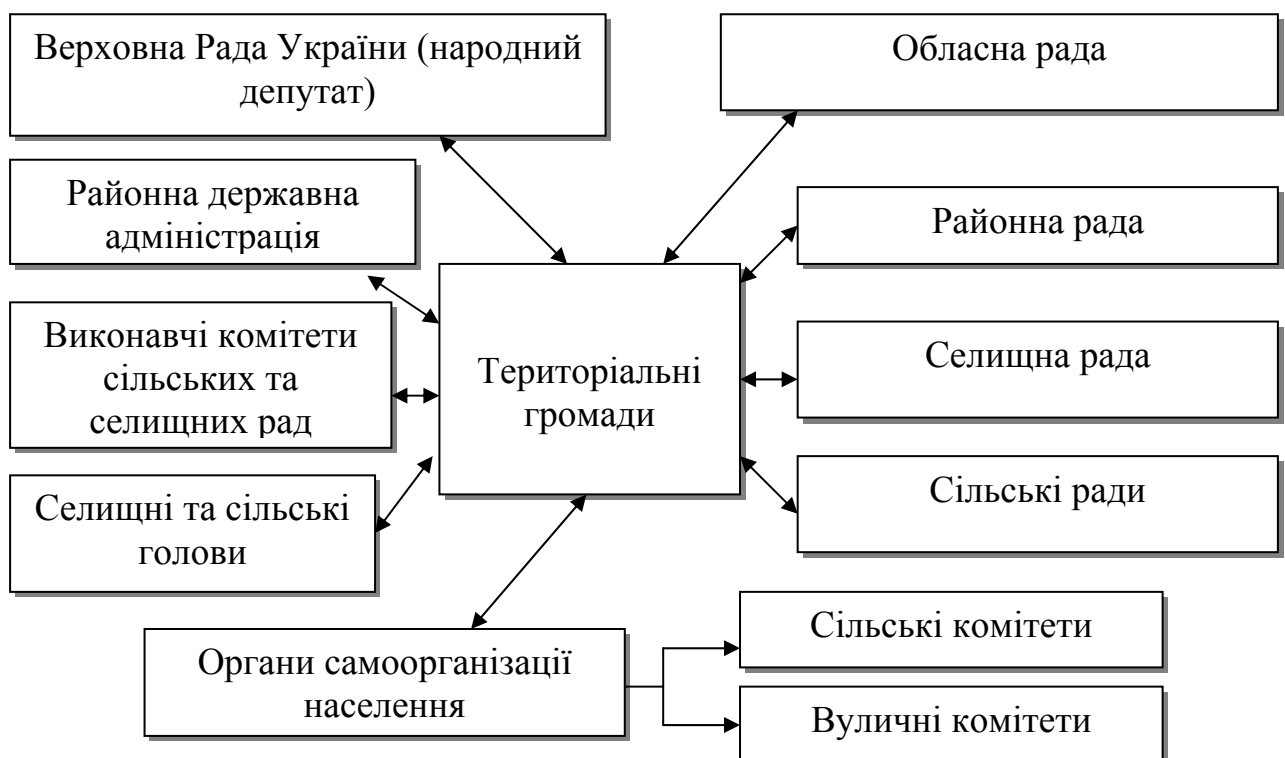 Верховна Рада України (народний
депутат)
Обласна рада
Районна державна
адміністрація
Районна рада
Виконавчі комітети
сільських та
селищних рад
Територіальні
громади
Селищна рада
Селищні та сільські
голови
Сільські ради
Органи самоорганізації
населення
Сільські комітети
Вуличні комітети